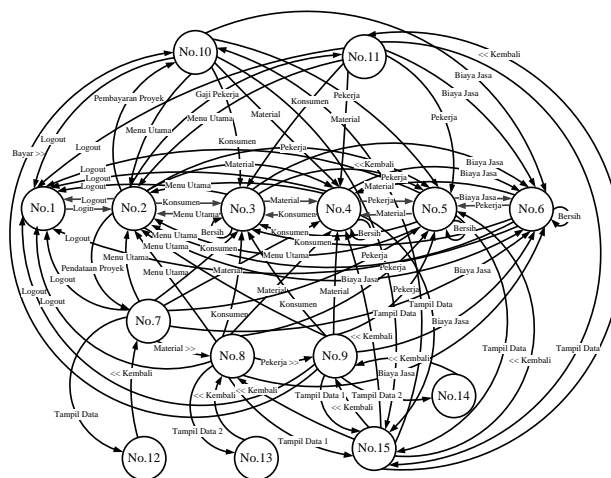 No.10
No.11
<< Kembali
Gaji Pekerja
Biaya Jasa
Pembayaran Proyek
Konsumen
Material
Pekerja
Biaya Jasa
Menu Utama
Menu Utama
Material
Pekerja
Logout
Bayar >>
Logout
Konsumen
Pekerja
Biaya Jasa
Logout
Logout
Logout
Menu Utama
Material
<<Kembali
Pekerja
Biaya Jasa
Material
No.1
Logout
Login
No.2
Konsumen
Menu Utama
No.3
Material
Konsumen
No.4
Pekerja
Material
No.5
Biaya Jasa
Pekerja
No.6
Bersih
Logout
Pendataan Proyek
Menu Utama
Menu Utama
Menu Utama
Bersih
Konsumen
Konsumen
Konsumen
Menu Utama
Bersih
Bersih
Logout
Logout
Material
Pekerja
Pekerja
Biaya Jasa
Biaya Jasa
Konsumen
Material
Material
Tampil Data
No.7
Konsumen
Tampil Data
Biaya Jasa
Material >>
<< Kembali
Tampil Data
<< Kembali
No.8
Pekerja >>
No.9
<< Kembali
Biaya Jasa
<< Kembali
<< Kembali
Tampil Data 1
Tampil Data 2
<< Kembali
No.14
Tampil Data
Tampil Data 2
Tampil Data 1
No.12
No.13
No.15